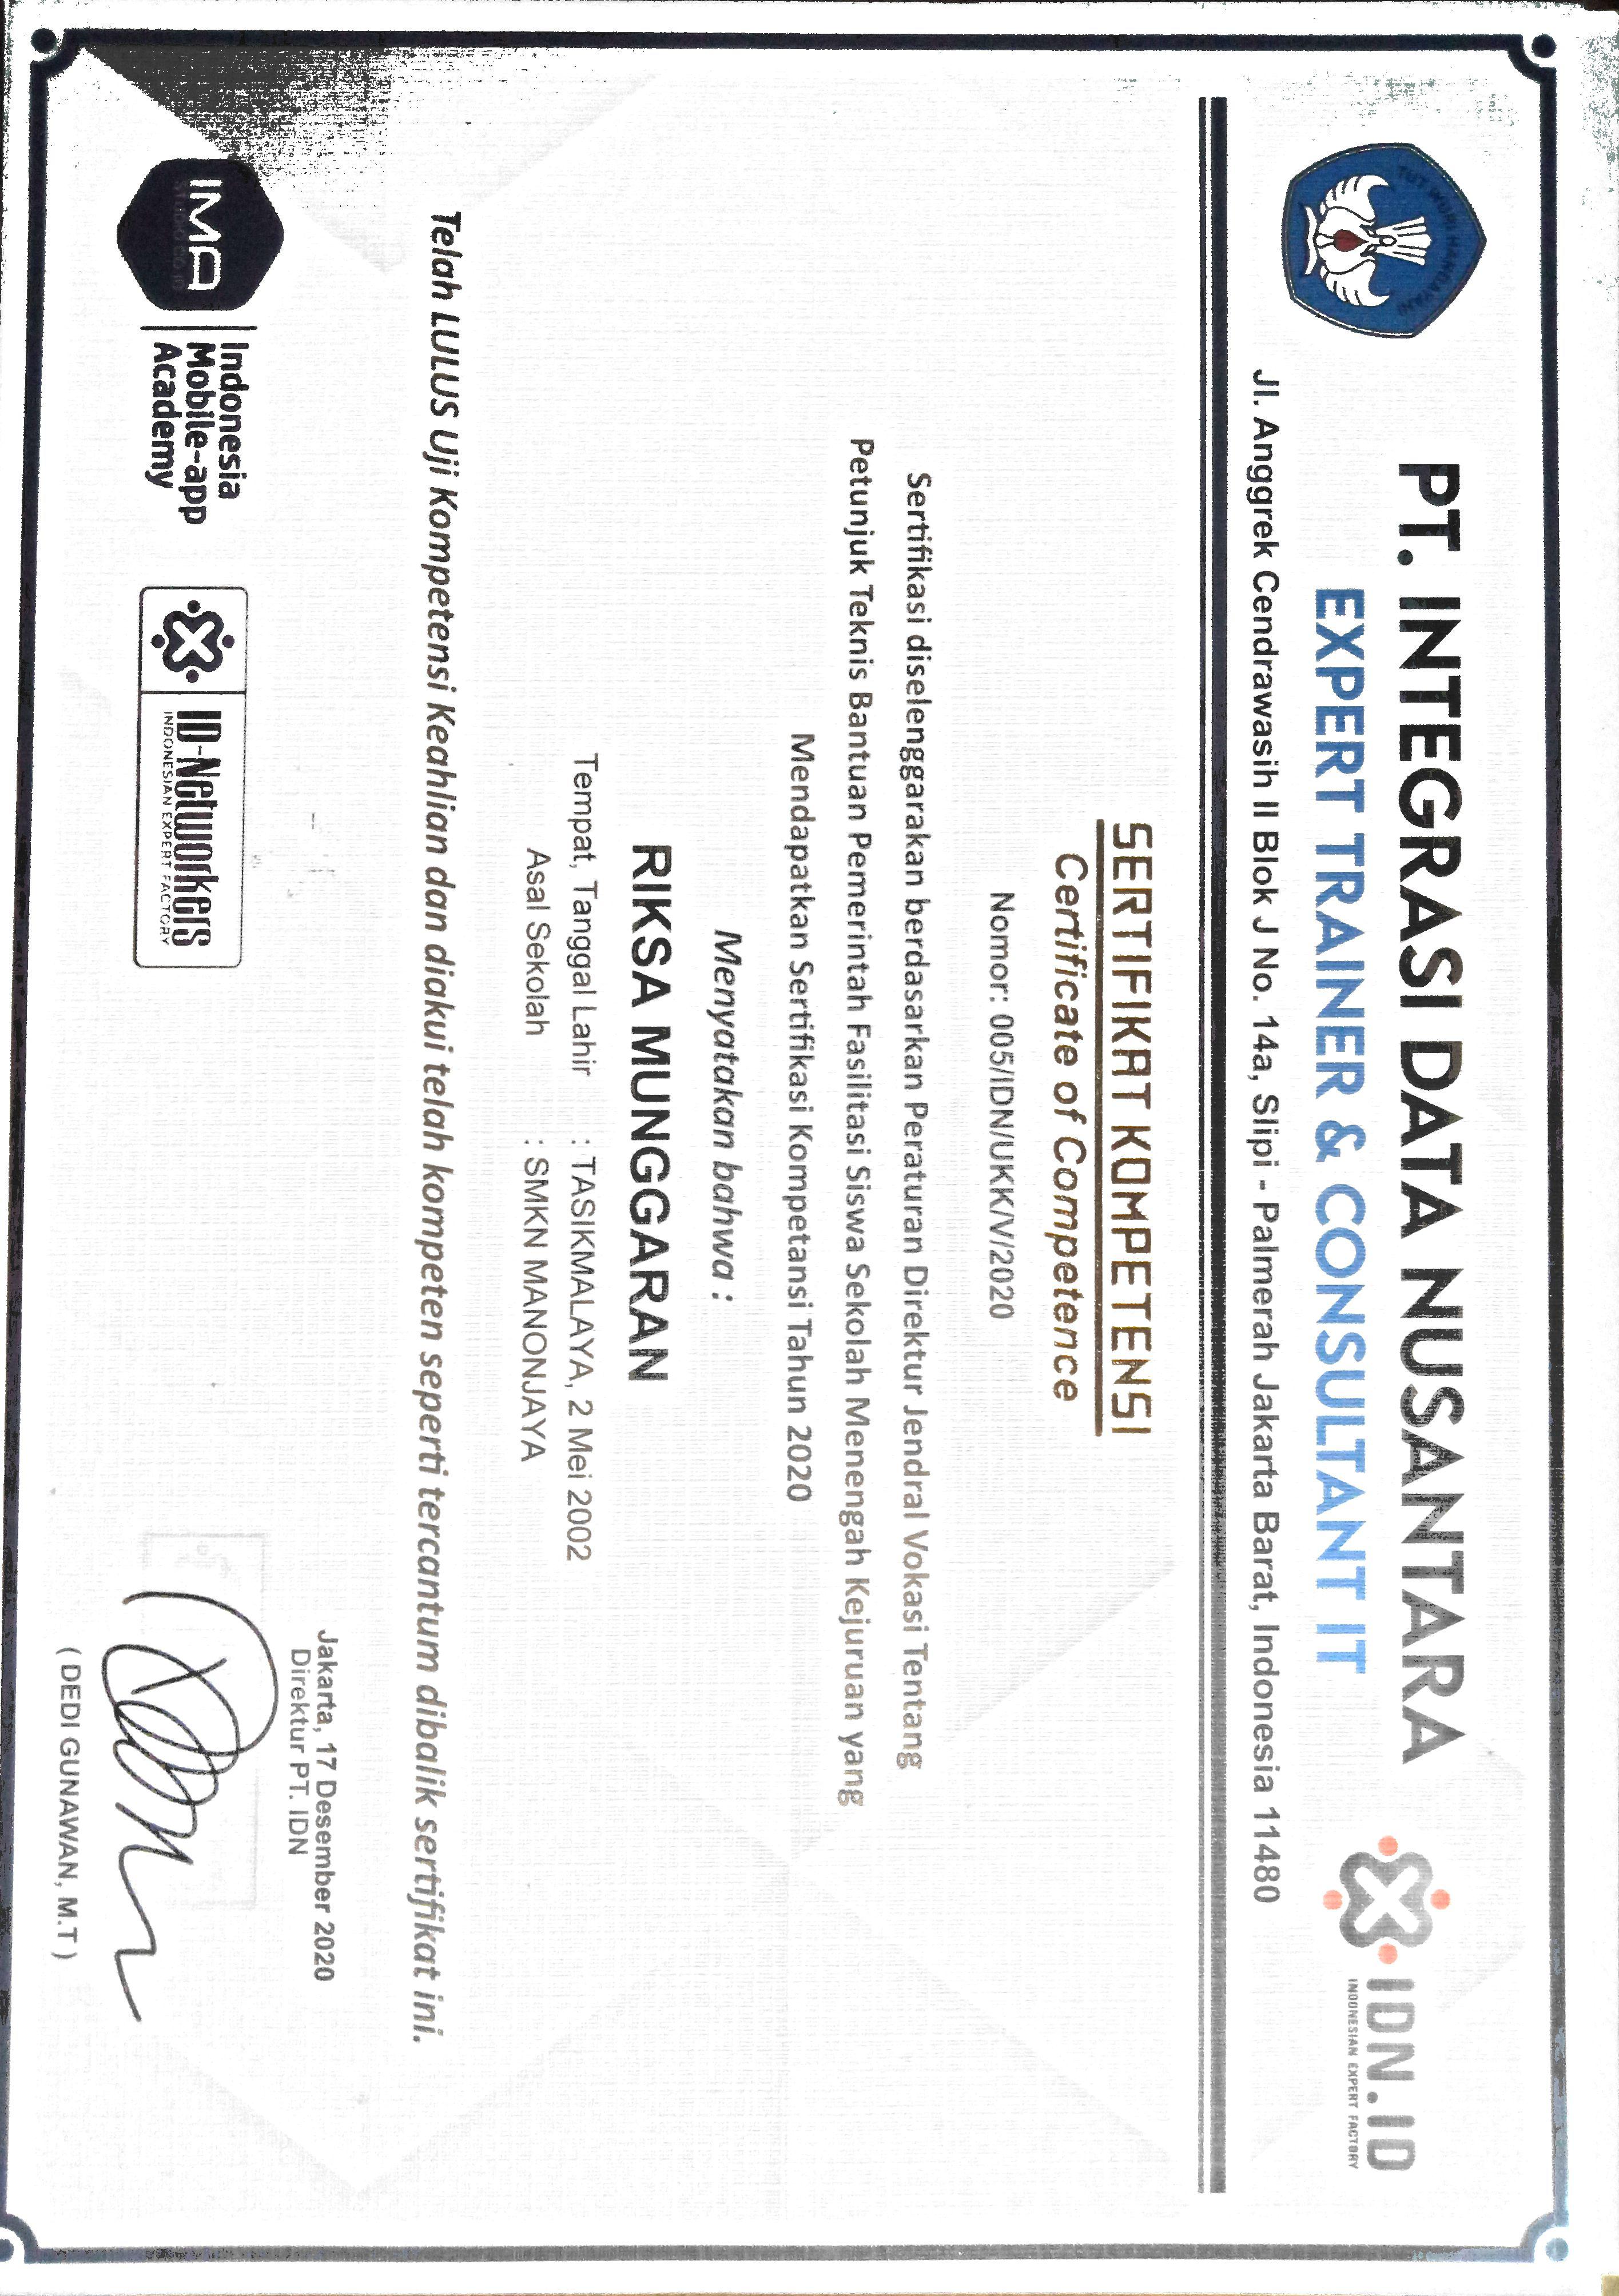 TUT WURI HANDAYANI
PT. INTEGRASI DATA NUSANTARA
EXPERT TRAINER & CONSULTANT IT
Jl. Anggrek Cendrawasih II Blok J No. 14a, Slipi - Palmerah Jakarta Barat, Indonesia 11480
IDN.ID
INDONESIAN EXPERT FACTORY
SERTIFIKAT KOMPETENSI
Certificate of Competence
Nomor: 005/IDN/UKK/V/2020
Sertifikasi diselenggarakan berdasarkan Peraturan Direktur Jendral Vokasi Tentang
Petunjuk Teknis Bantuan Pemerintah Fasilitasi Siswa Sekolah Menengah Kejuruan yang
Mendapatkan Sertifikasi Kompetansi Tahun 2020
Menyatakan bahwa :
RIKSA MUNGGARAN
Tempat, Tanggal Lahir : TASIKMALAYA, 2 Mei 2002
Asal Sekolah : SMKN MANONJAYA
Telah LULUS Uji Kompetensi Keahlian dan diakui telah kompeten seperti tercantum dibalik sertifikat ini.
IMA
Indonesia
Mobile-app
Academy
ID-Networkers
INDONESIAN EXPERT FACTORY
Jakarta, 17 Desember 2020
Direktur PT. IDN
( DEDI GUNAWAN, M.T )